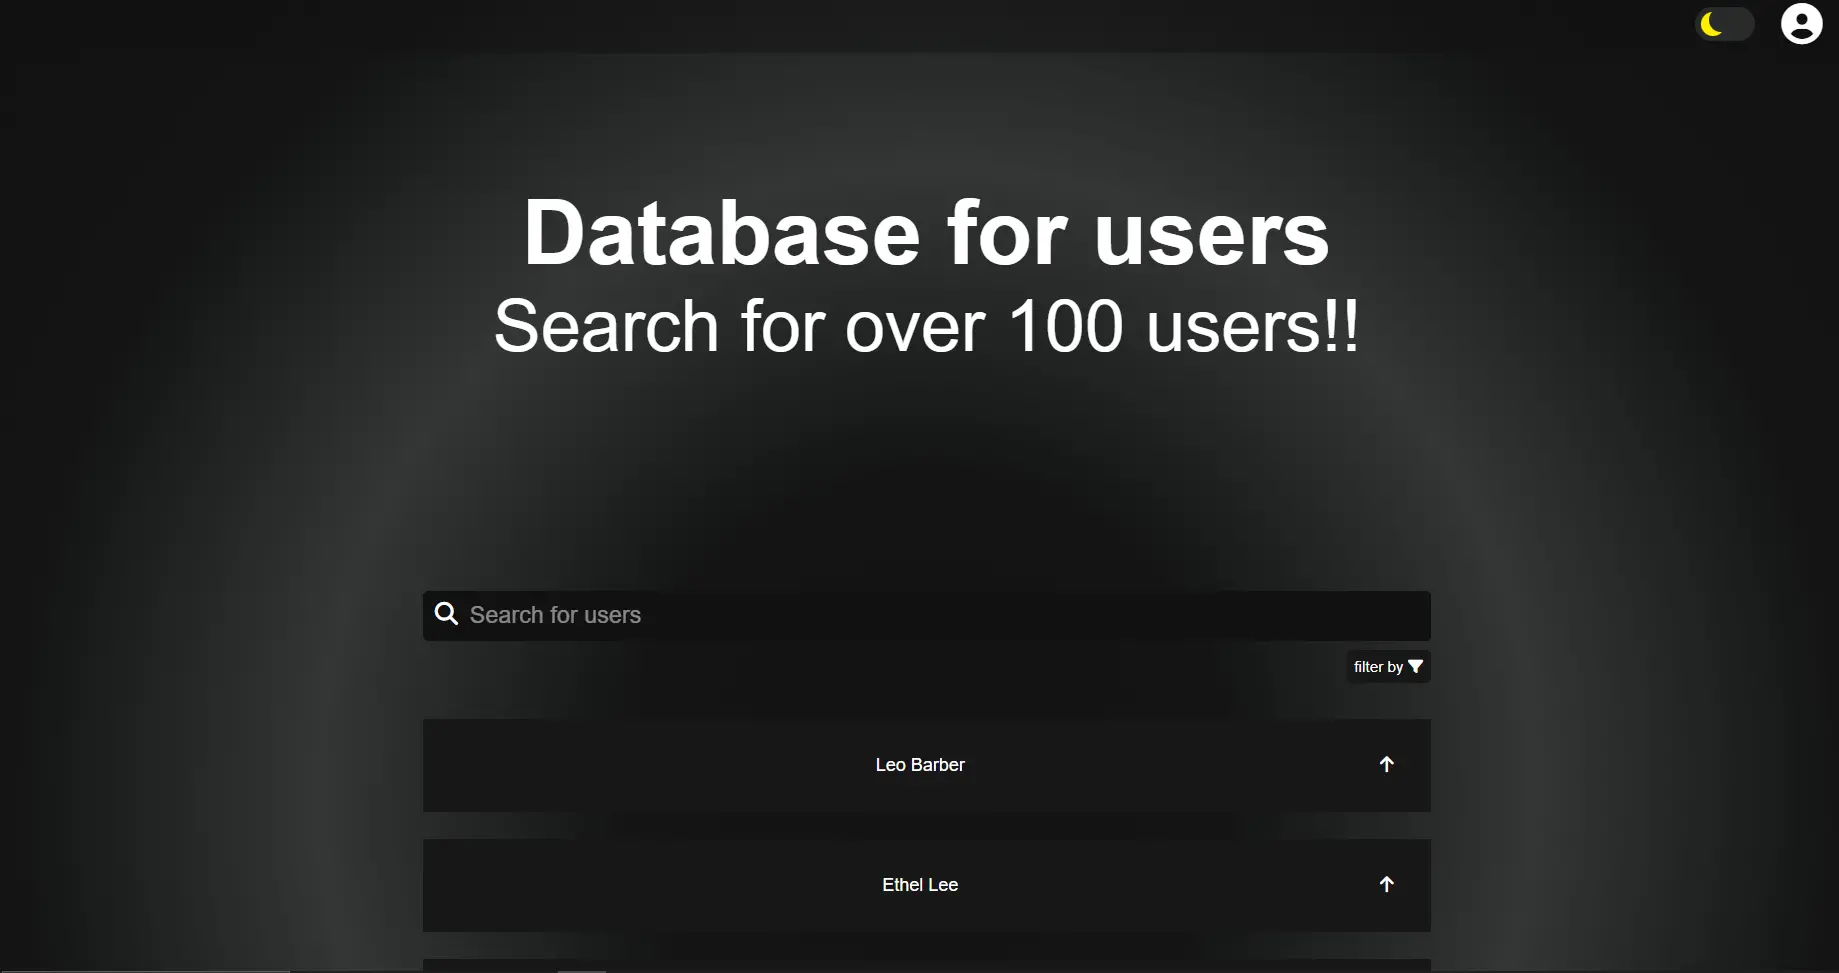 Database for users
Search for over 100 users!!
Search for users
filter by
Leo Barber
Ethel Lee